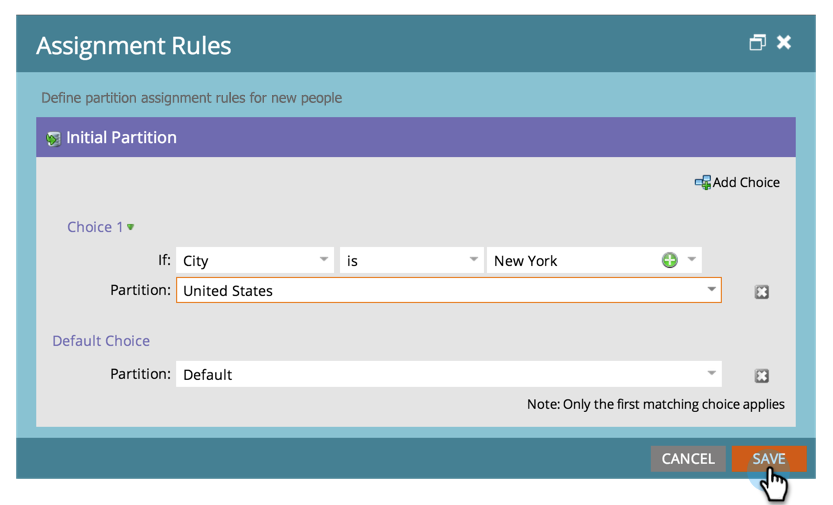 Assignment Rules
Define partition assignment rules for new people
Initial Partition
Add Choice
Choice 1
If: City is New York
Partition: United States
Default Choice
Partition: Default
Note: Only the first matching choice applies
CANCEL SAVE